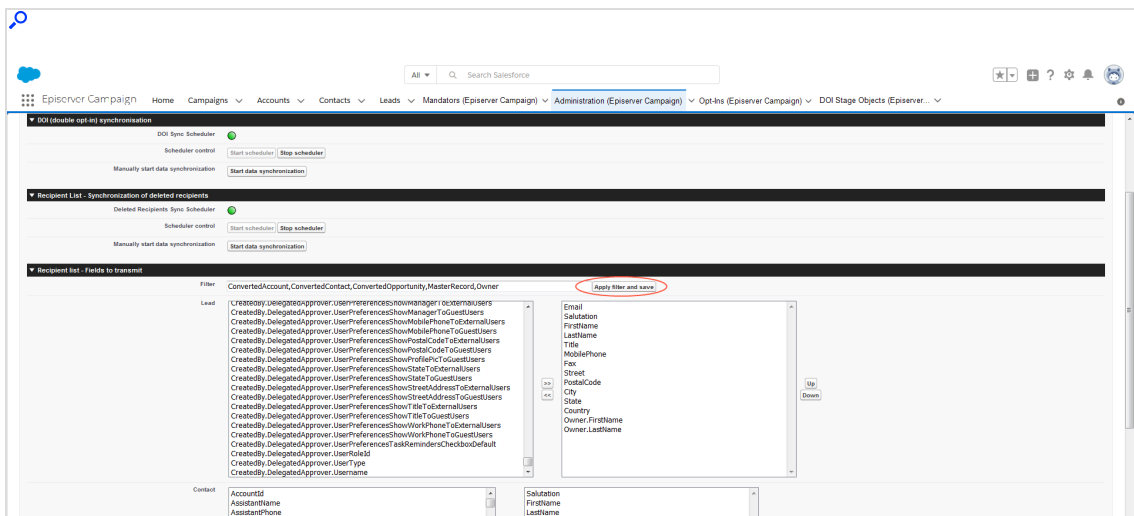 All
Search Salesforce
Episerver Campaign
Home
Campaigns
Accounts
Contacts
Leads
Mandators (Episerver Campaign)
Administration (Episerver Campaign)
Opt-Ins (Episerver Campaign)
DOI Stage Objects (Episerver...
DOI (double opt-in) synchronisation
DOI Sync Scheduler
Scheduler control
Start scheduler Stop scheduler
Manually start data synchronization
Start data synchronization
Recipient List - Synchronization of deleted recipients
Deleted Recipients Sync Scheduler
Scheduler control
Start scheduler Stop scheduler
Manually start data synchronization
Start data synchronization
Recipient list - Fields to transmit
Filter
ConvertedAccount,ConvertedContact,ConvertedOpportunity,MasterRecord,Owner
Apply filter and save
Lead
CreatedBy.DelegatedApprover.UserPreferencesShowManagerToExternalUsers
CreatedBy.DelegatedApprover.UserPreferencesShowManagerToGuestUsers
CreatedBy.DelegatedApprover.UserPreferencesShowMobilePhoneToExternalUsers
CreatedBy.DelegatedApprover.UserPreferencesShowMobilePhoneToGuestUsers
CreatedBy.DelegatedApprover.UserPreferencesShowPostalCodeToExternalUsers
CreatedBy.DelegatedApprover.UserPreferencesShowPostalCodeToGuestUsers
CreatedBy.DelegatedApprover.UserPreferencesShowProfilePicToGuestUsers
CreatedBy.DelegatedApprover.UserPreferencesShowStateToExternalUsers
CreatedBy.DelegatedApprover.UserPreferencesShowStateToGuestUsers
CreatedBy.DelegatedApprover.UserPreferencesShowStreetAddressToExternalUsers
CreatedBy.DelegatedApprover.UserPreferencesShowStreetAddressToGuestUsers
CreatedBy.DelegatedApprover.UserPreferencesShowTitleToExternalUsers
CreatedBy.DelegatedApprover.UserPreferencesShowTitleToGuestUsers
CreatedBy.DelegatedApprover.UserPreferencesShowWorkPhoneToExternalUsers
CreatedBy.DelegatedApprover.UserPreferencesShowWorkPhoneToGuestUsers
CreatedBy.DelegatedApprover.UserPreferencesTaskRemindersCheckboxDefault
CreatedBy.DelegatedApprover.UserRoleId
CreatedBy.DelegatedApprover.UserType
CreatedBy.DelegatedApprover.Username
>>
<<
Email
Salutation
FirstName
LastName
Title
MobilePhone
Fax
Street
PostalCode
City
State
Country
Owner.FirstName
Owner.LastName
Up
Down
Contact
AccountId
AssistantName
AssistantPhone
Salutation
FirstName
LastName